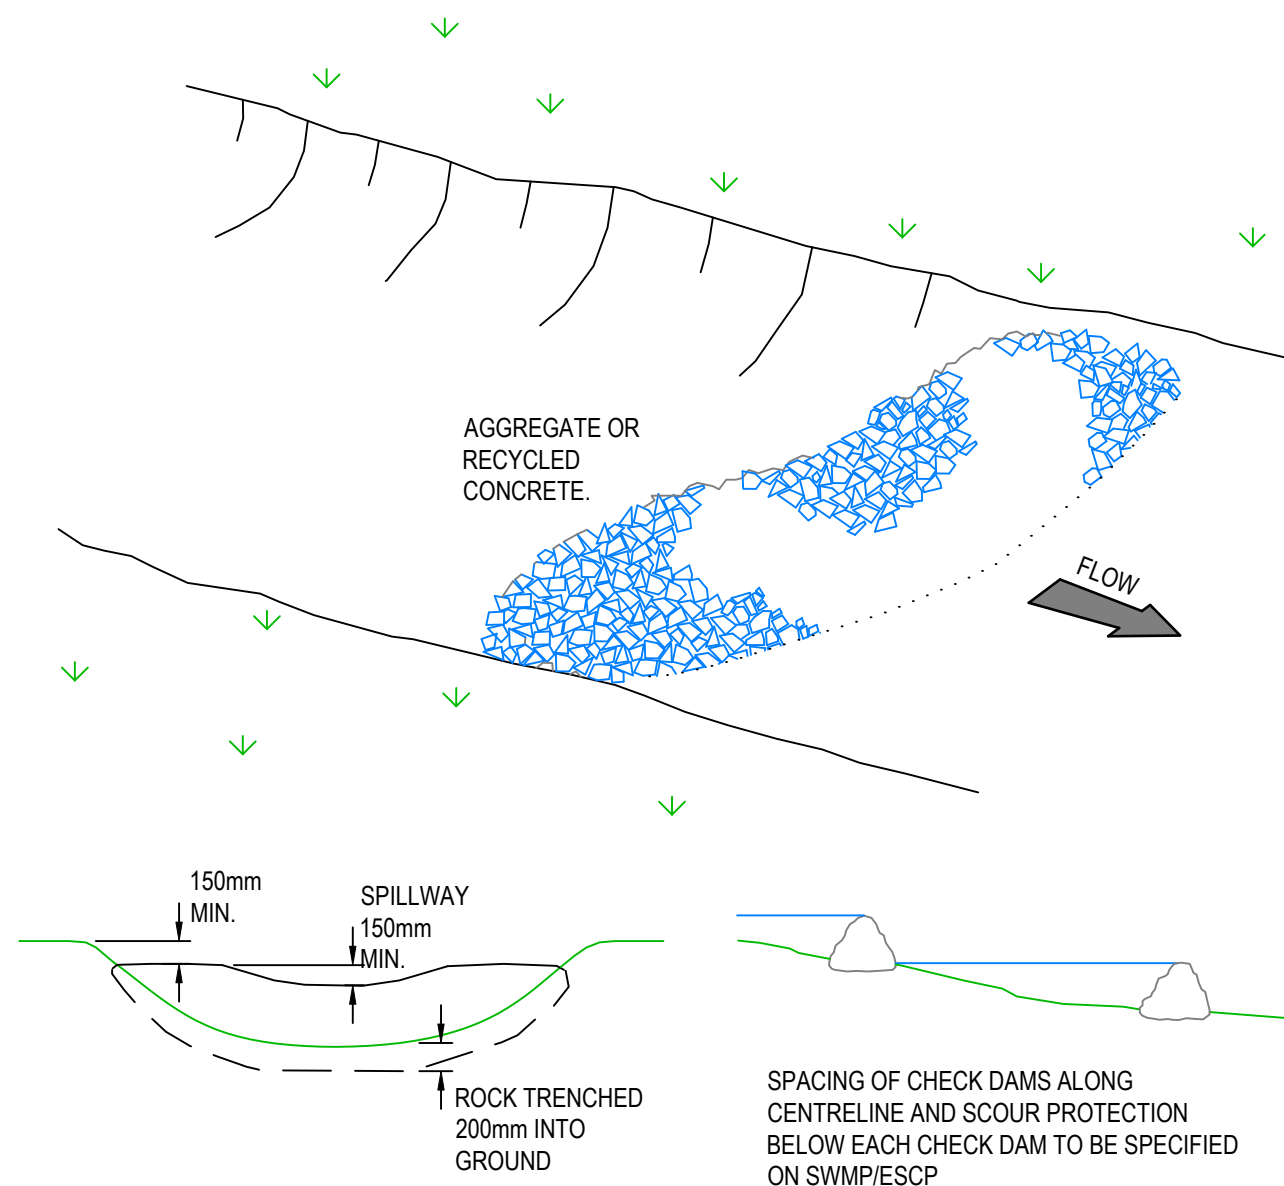 AGGREGATE OR
RECYCLED
CONCRETE.
FLOW
150mm
MIN.
SPILLWAY
150mm
MIN.
ROCK TRENCHED
200mm INTO
GROUND
SPACING OF CHECK DAMS ALONG
CENTRELINE AND SCOUR PROTECTION
BELOW EACH CHECK DAM TO BE SPECIFIED
ON SWMP/ESCP